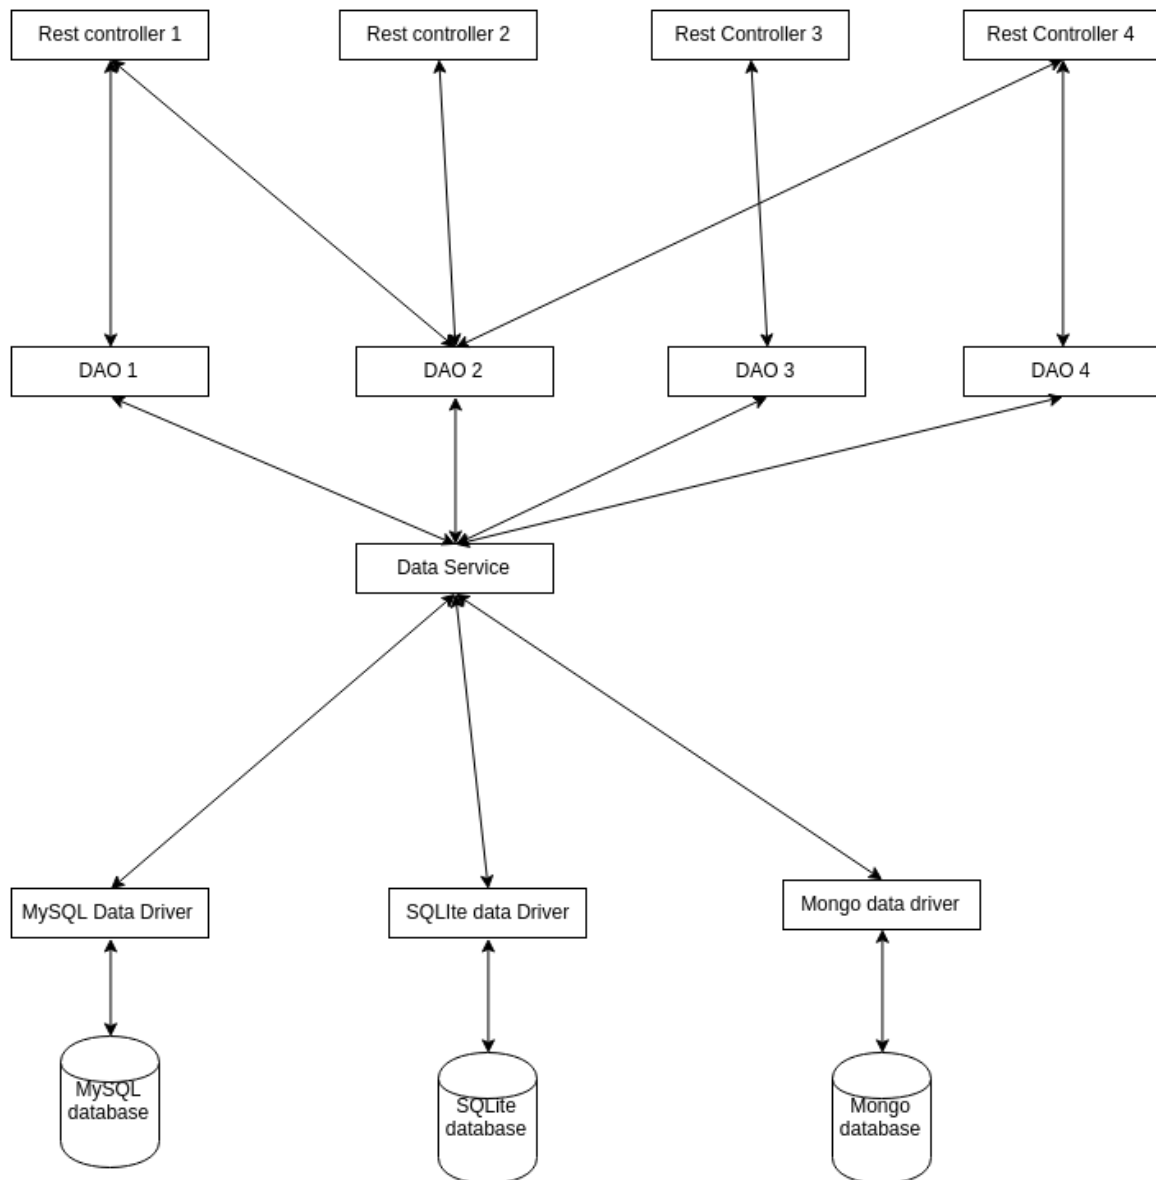 Rest controller 1
Rest controller 2
Rest Controller 3
Rest Controller 4
DAO 1
DAO 2
DAO 3
DAO 4
Data Service
MySQL Data Driver
SQLIte data Driver
Mongo data driver
MySQL
database
SQLite
database
Mongo
database